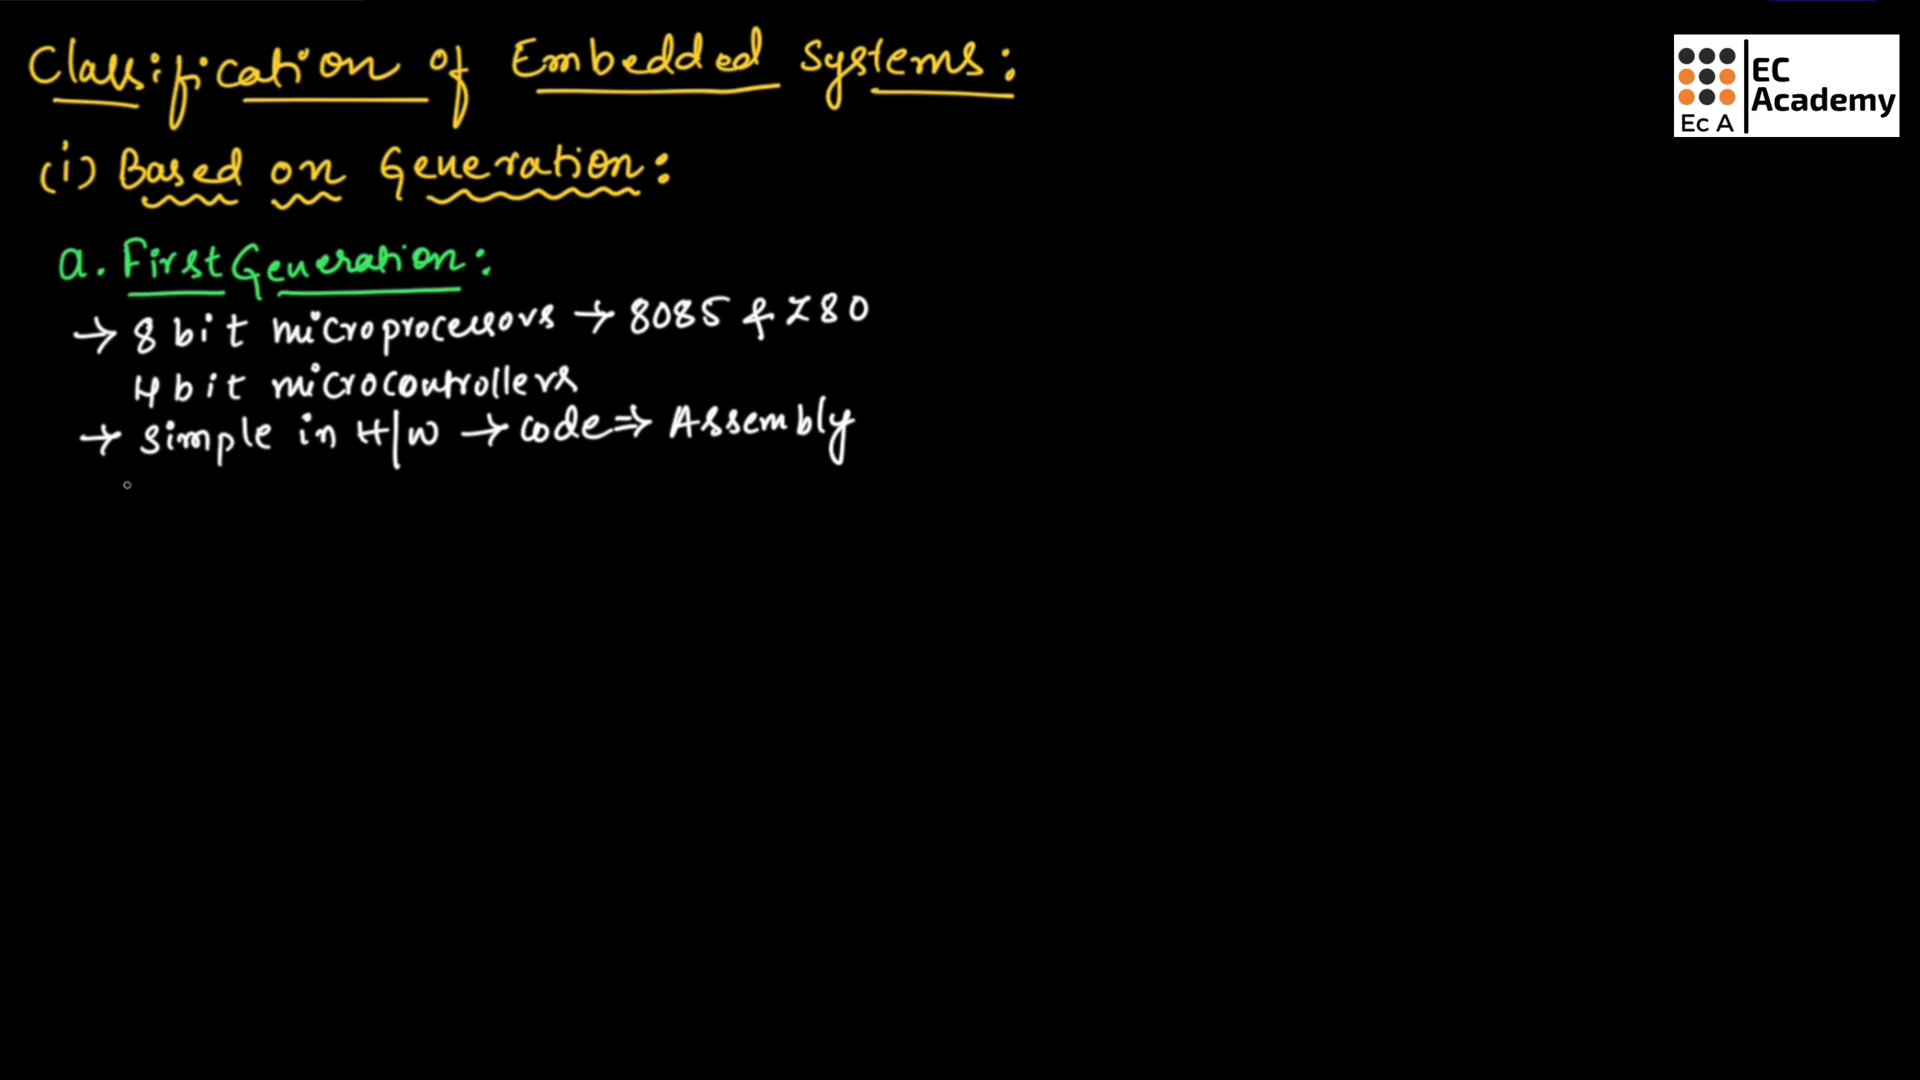 Classification of Embedded Systems:
EC
Academy
Ec A
(i) Based on Generation:
a. First Generation:
→ 8 bit microprocessors → 8085 & Z80
4 bit microcontrollers
→ simple in H/W → code ⇒ Assembly